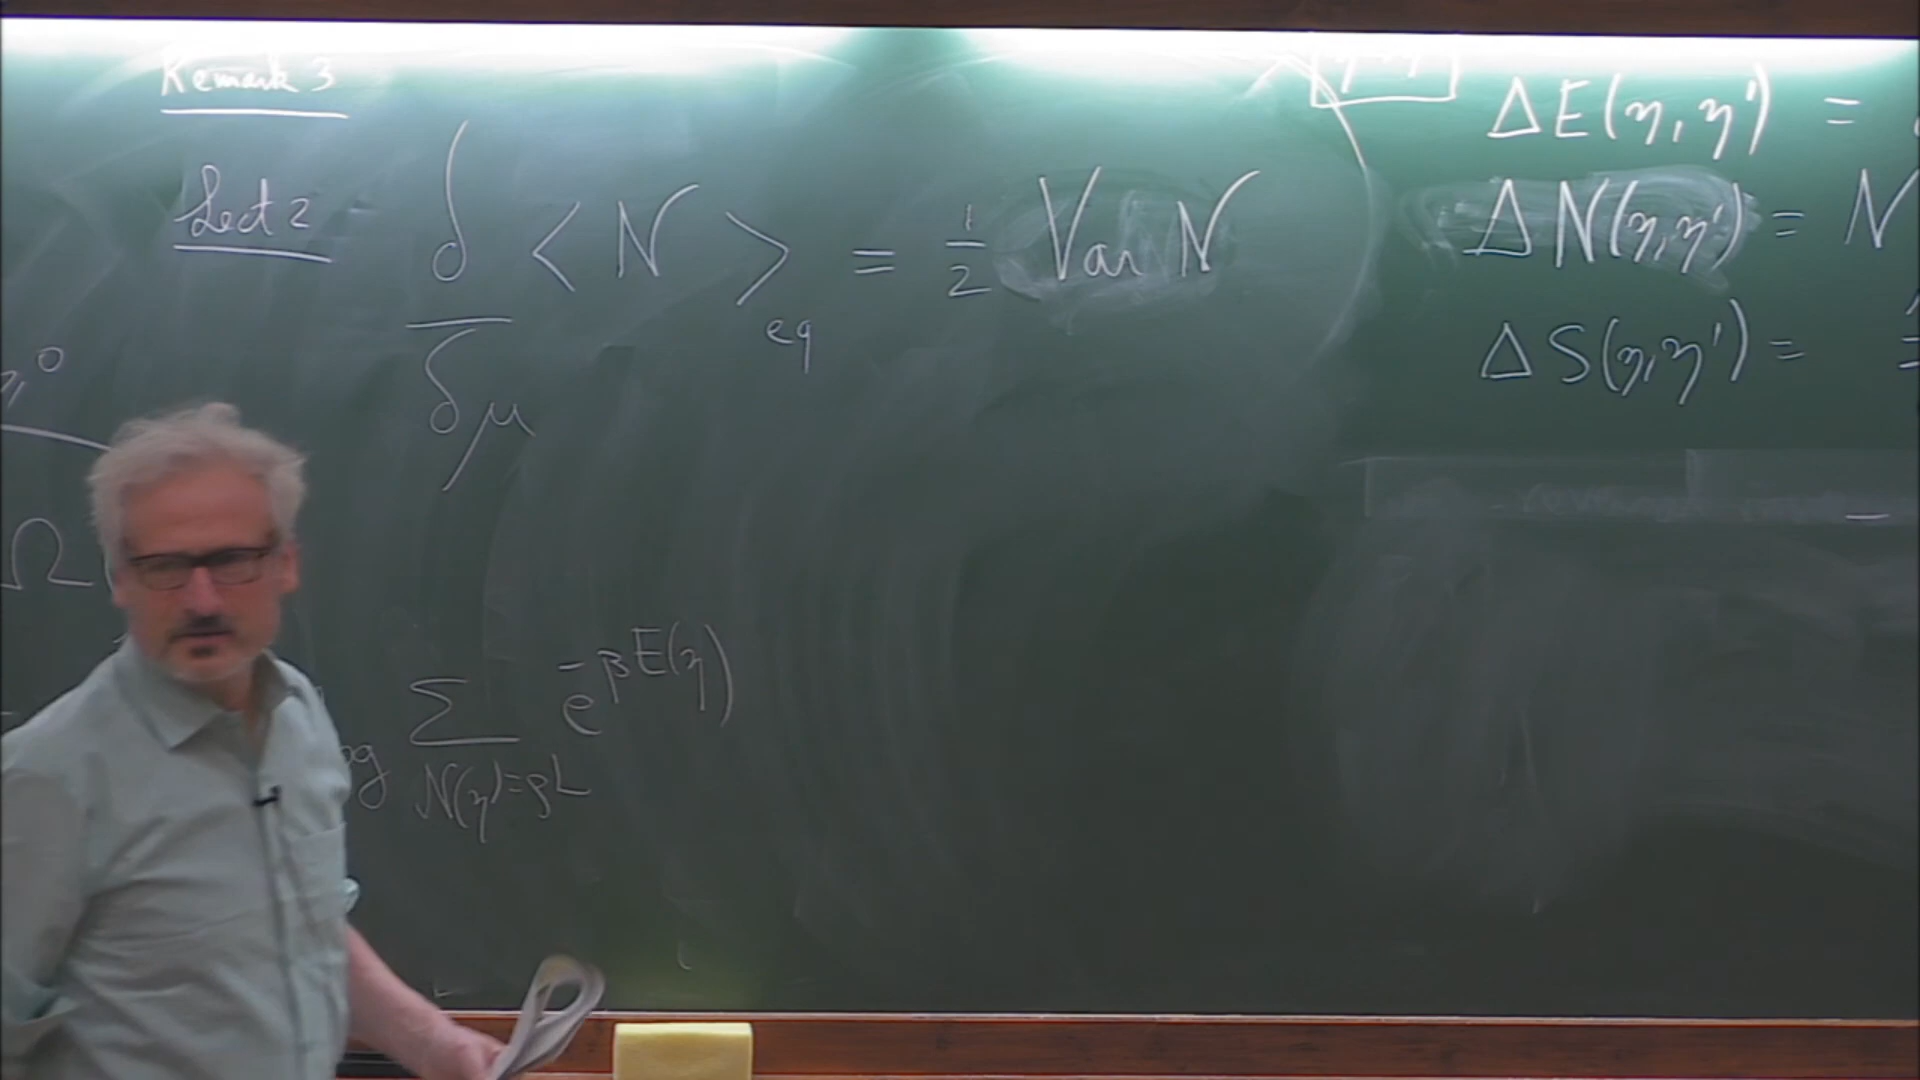 Remark 3
Lect 2
δ/δμ < N >eq = 1/2 Var N
ΔE(η, η') =
ΔN(η, η') = N
ΔS(η, η') =
Ω
Σ e^-βE(η)
N(η)=ρL